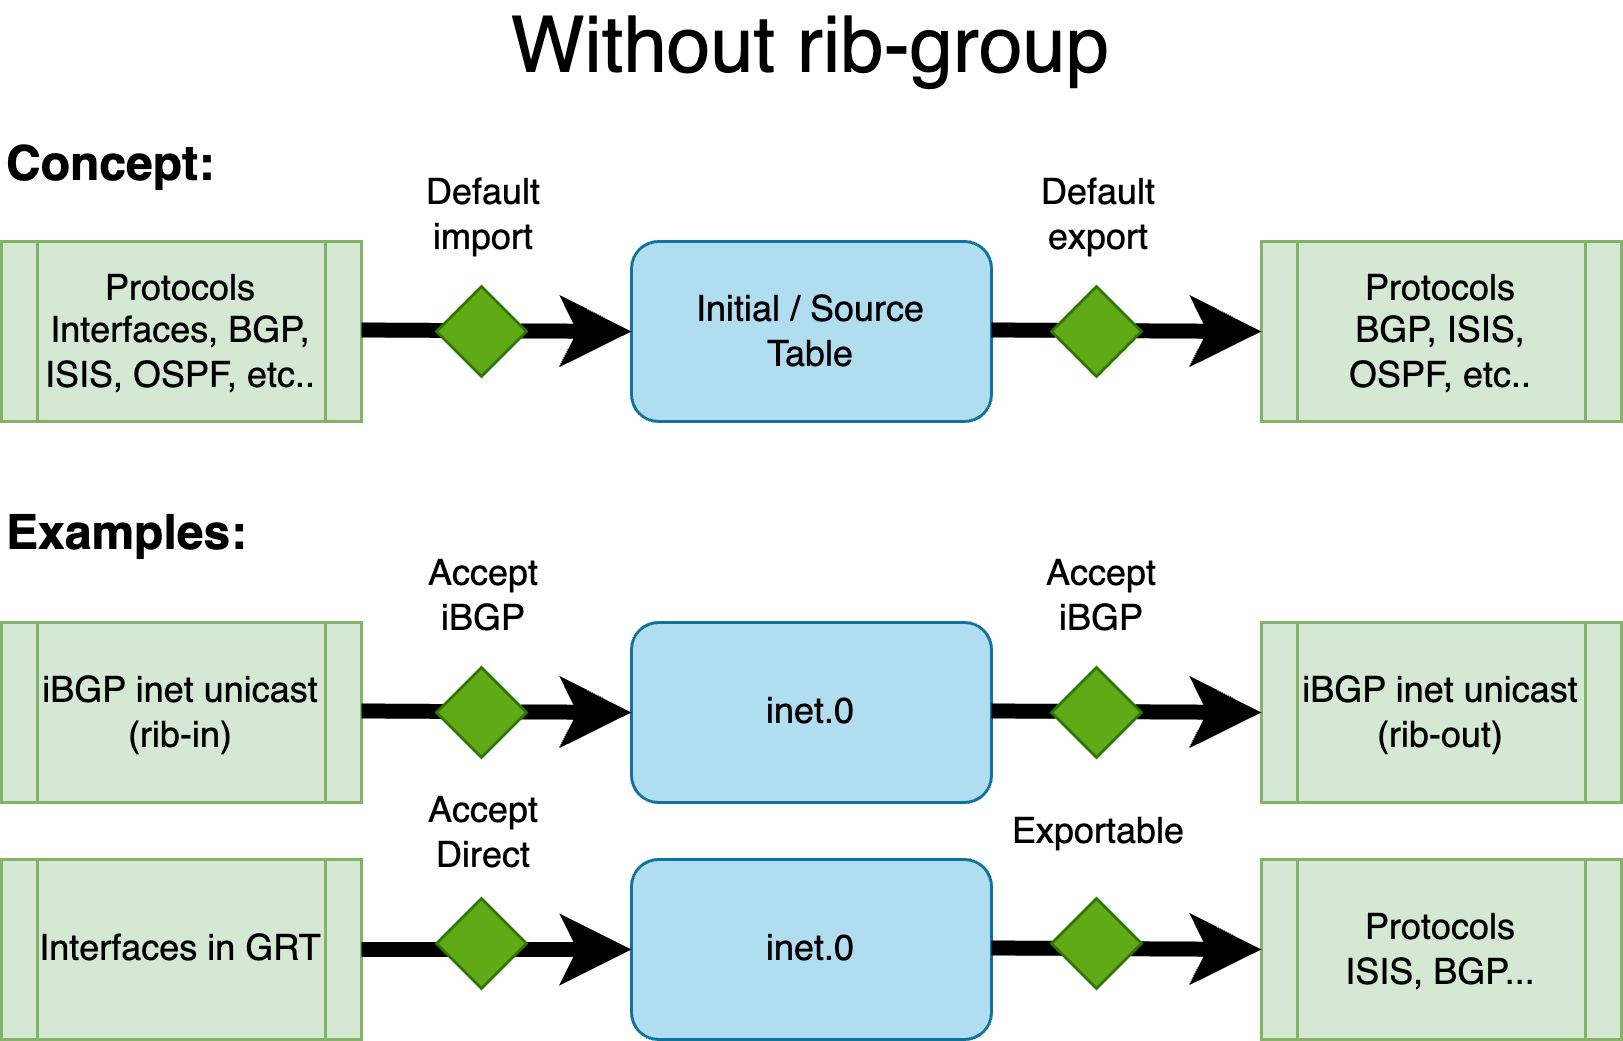 Without rib-group
Concept:
Default
import
Default
export
Protocols
Interfaces, BGP,
ISIS, OSPF, etc..
Initial / Source
Table
Protocols
BGP, ISIS,
OSPF, etc..
Examples:
Accept
iBGP
Accept
iBGP
iBGP inet unicast
(rib-in)
inet.0
iBGP inet unicast
(rib-out)
Accept
Direct
Exportable
Interfaces in GRT
inet.0
Protocols
ISIS, BGP...